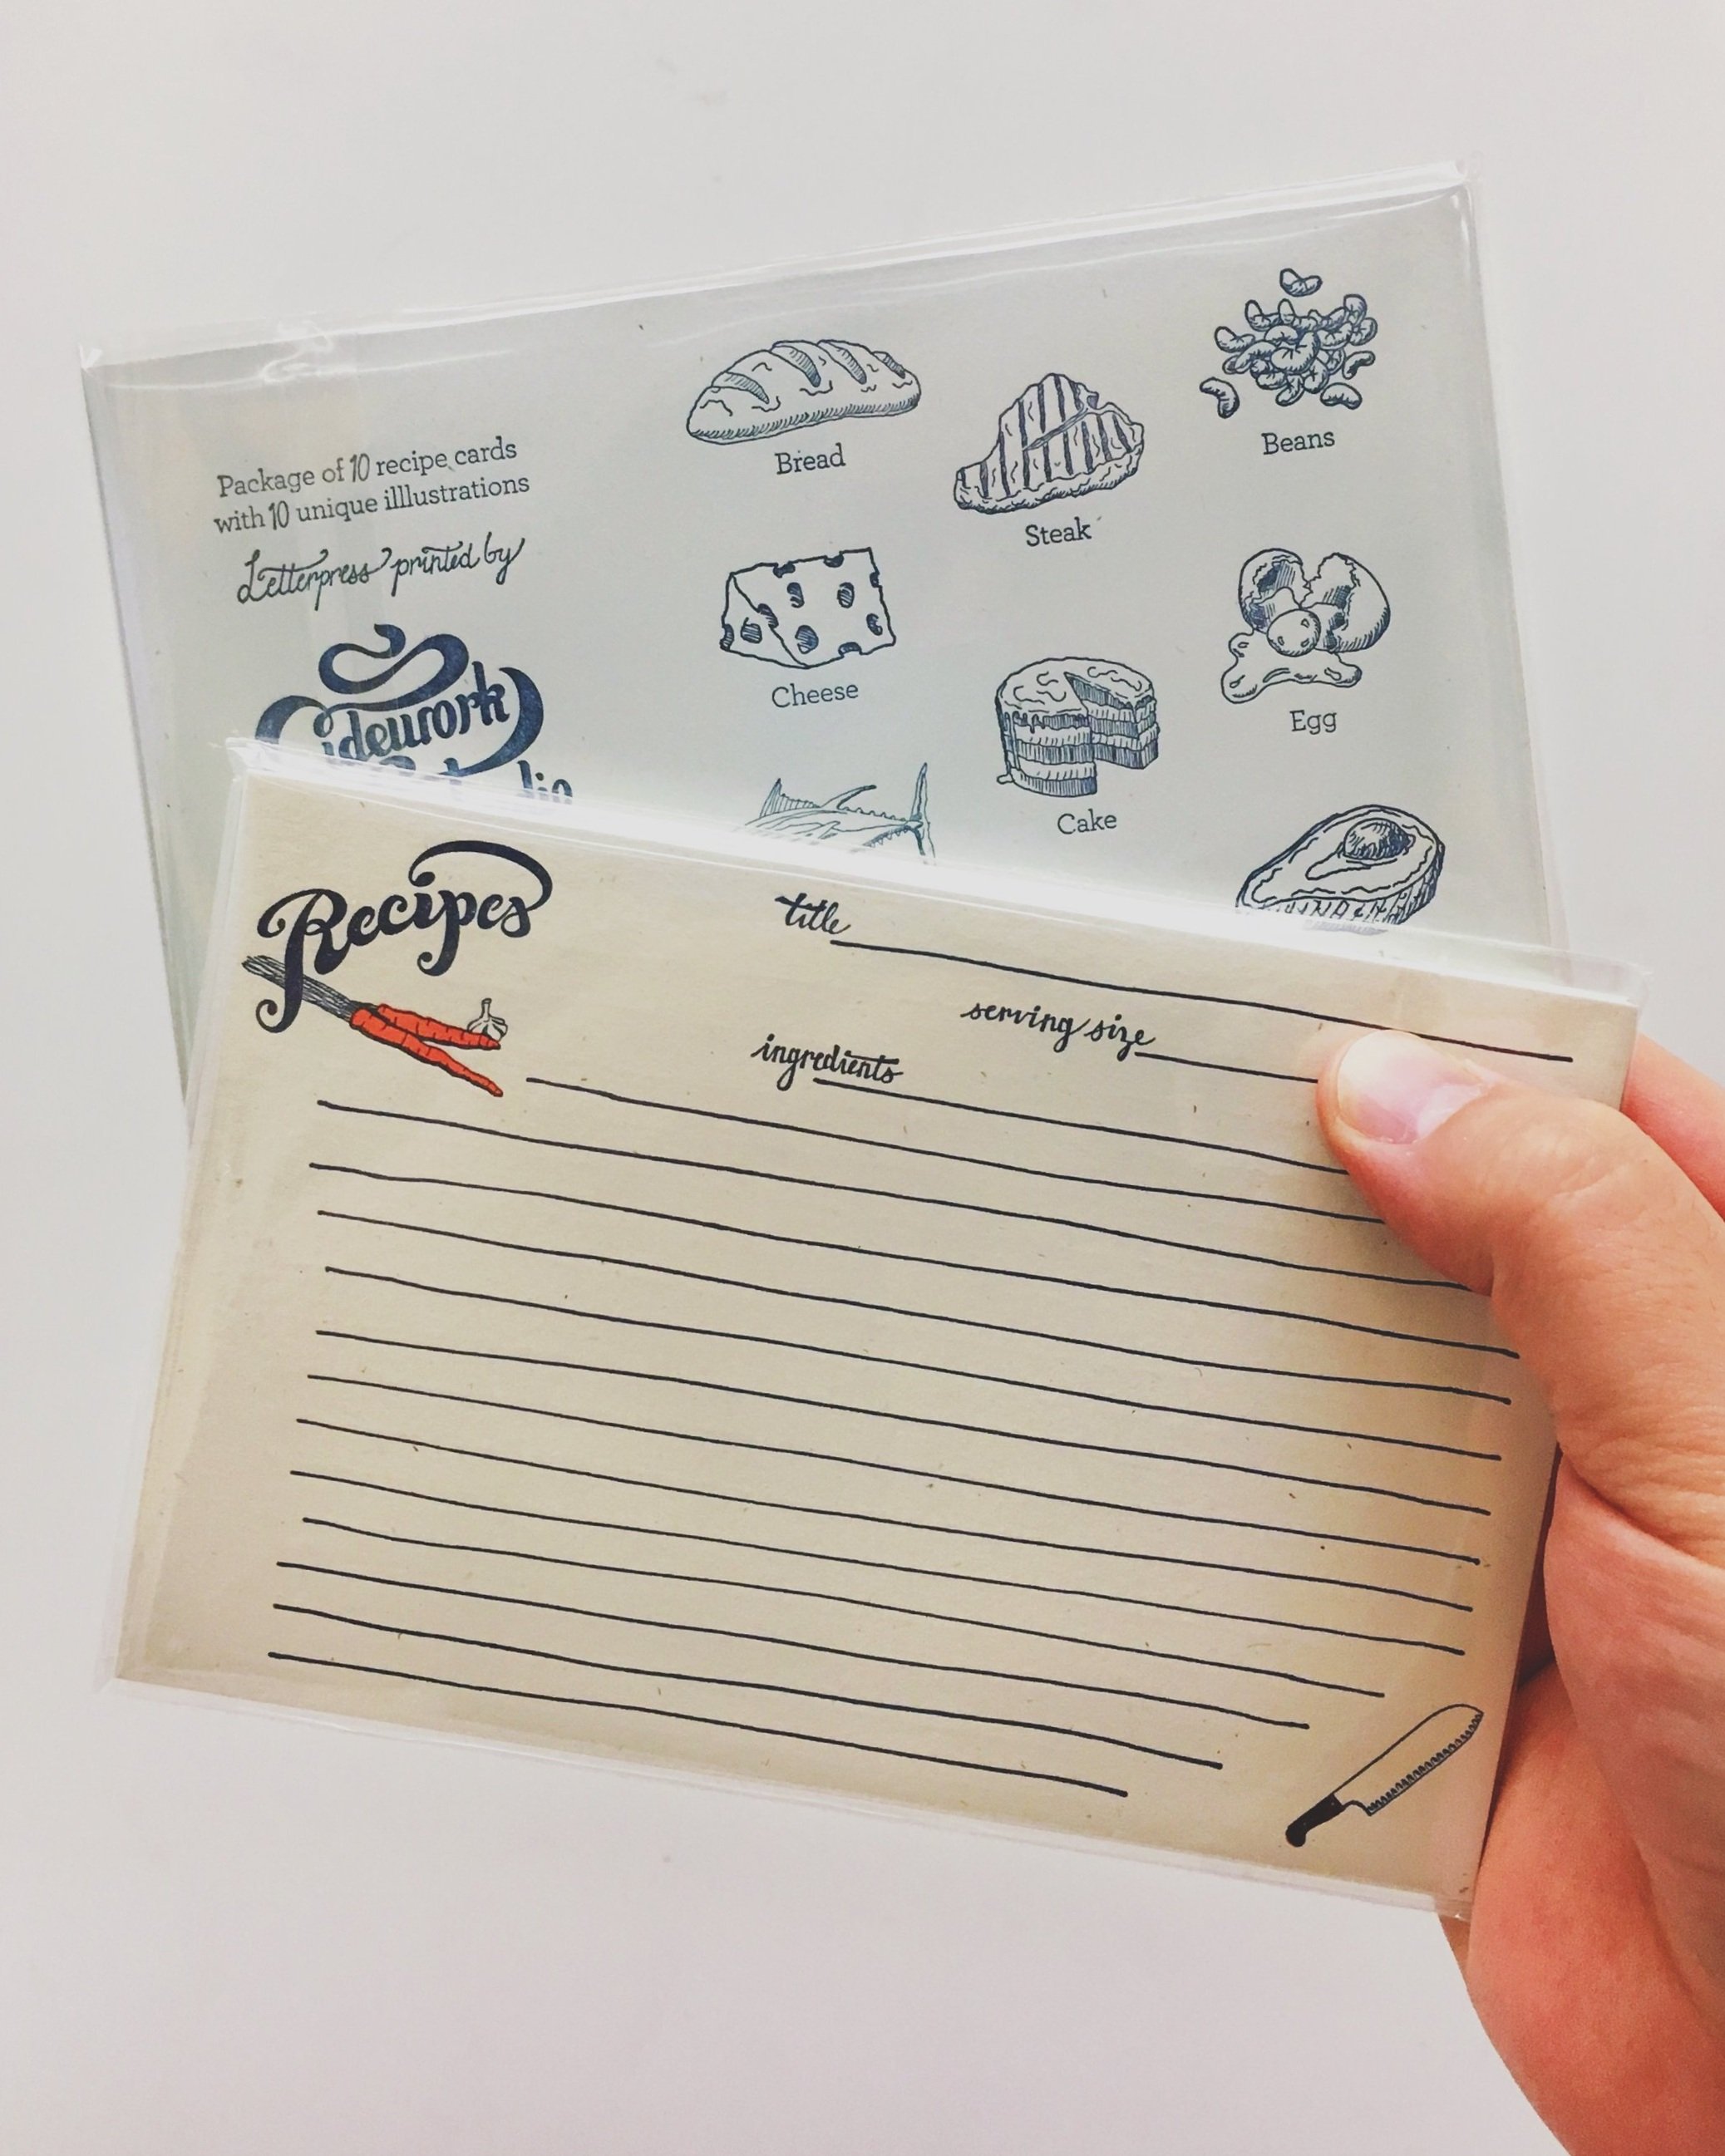 Package of 10 recipe cards
with 10 unique illlustrations
Letterpress printed by
Sidework
Bread
Steak
Beans
Cheese
Cake
Egg
Recipes
title
serving size
ingredients